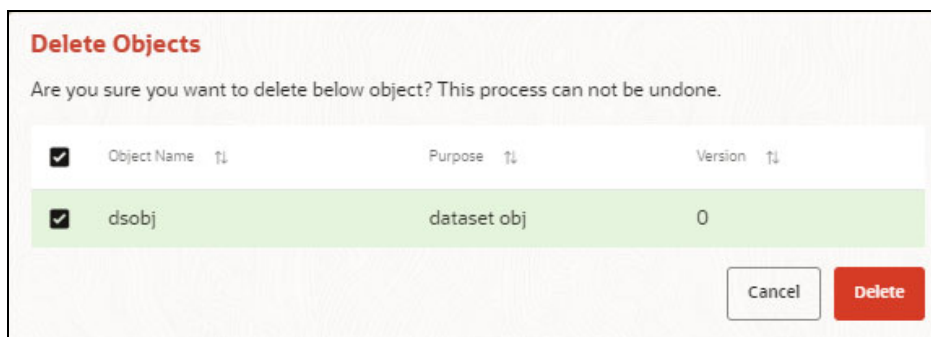 Delete Objects
Are you sure you want to delete below object? This process can not be undone.
Object Name Purpose Version
dsobj dataset obj 0
Cancel Delete